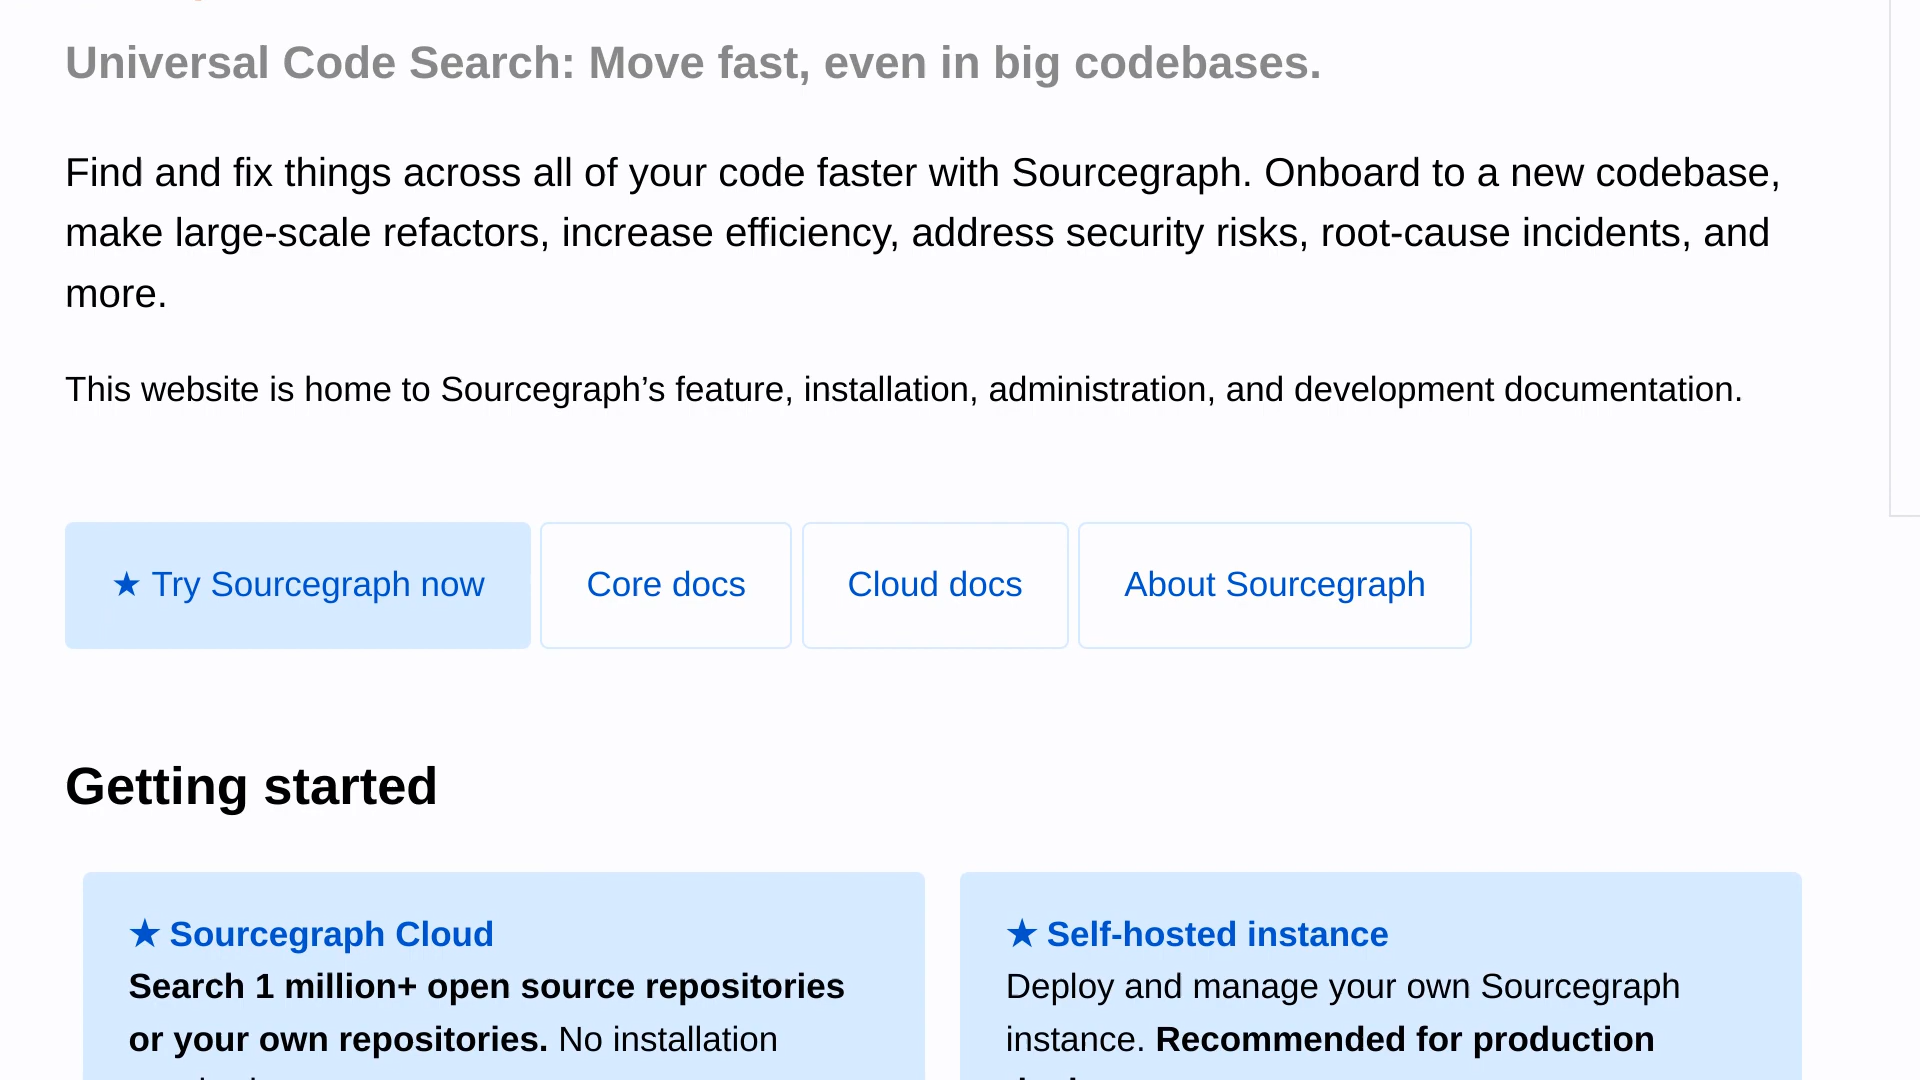 Universal Code Search: Move fast, even in big codebases.
Find and fix things across all of your code faster with Sourcegraph. Onboard to a new codebase,
make large-scale refactors, increase efficiency, address security risks, root-cause incidents, and
more.
This website is home to Sourcegraph’s feature, installation, administration, and development documentation.
★ Try Sourcegraph now
Core docs
Cloud docs
About Sourcegraph
Getting started
★ Sourcegraph Cloud
Search 1 million+ open source repositories
or your own repositories. No installation
★ Self-hosted instance
Deploy and manage your own Sourcegraph
instance. Recommended for production